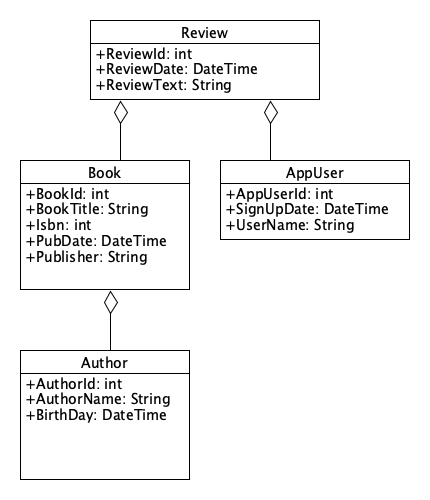 Review
+ReviewId: int
+ReviewDate: DateTime
+ReviewText: String
Book
+BookId: int
+BookTitle: String
+Isbn: int
+PubDate: DateTime
+Publisher: String
AppUser
+AppUserId: int
+SignUpDate: DateTime
+UserName: String
Author
+AuthorId: int
+AuthorName: String
+BirthDay: DateTime